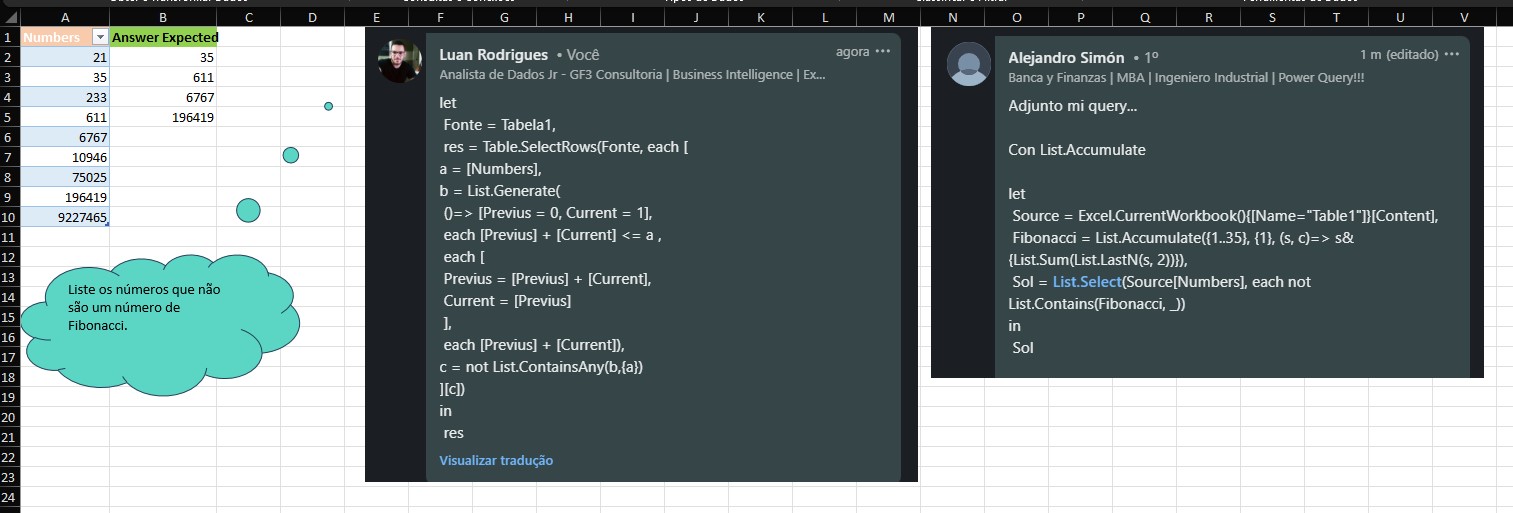 A B C D E F G H I J K L M N O P Q R S T U V
1 Numbers Answer Expected
2 21 35
3 35 611
4 233 6767
5 611 196419
6 6767
7 10946
8 75025
9 196419
10 9227465
11
12
13
14
15
16
17
18
19
20
21
22
23
24
Liste os números que não
são um número de
Fibonacci.
Luan Rodrigues • Você
agora •••
Analista de Dados Jr - GF3 Consultoria | Business Intelligence | Ex...
let
Fonte = Tabela1,
res = Table.SelectRows(Fonte, each [
a = [Numbers],
b = List.Generate(
()=> [Previus = 0, Current = 1],
each [Previus] + [Current] <= a ,
each [
Previus = [Previus] + [Current],
Current = [Previus]
],
each [Previus] + [Current]),
c = not List.ContainsAny(b,{a})
][c])
in
res
Visualizar tradução
Alejandro Simón • 1º
1 m (editado) •••
Banca y Finanzas | MBA | Ingeniero Industrial | Power Query!!!
Adjunto mi query...
Con List.Accumulate
let
Source = Excel.CurrentWorkbook(){[Name="Table1"]}[Content],
Fibonacci = List.Accumulate({1..35}, {1}, (s, c)=> s&
{List.Sum(List.LastN(s, 2))}),
Sol = List.Select(Source[Numbers], each not
List.Contains(Fibonacci, _))
in
Sol